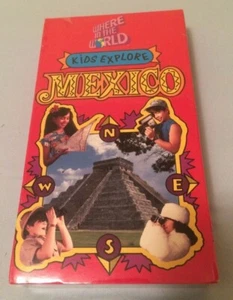 WHERE
IN THE
WORLD
KIDS EXPLORE
MEXICO
N
W E
S